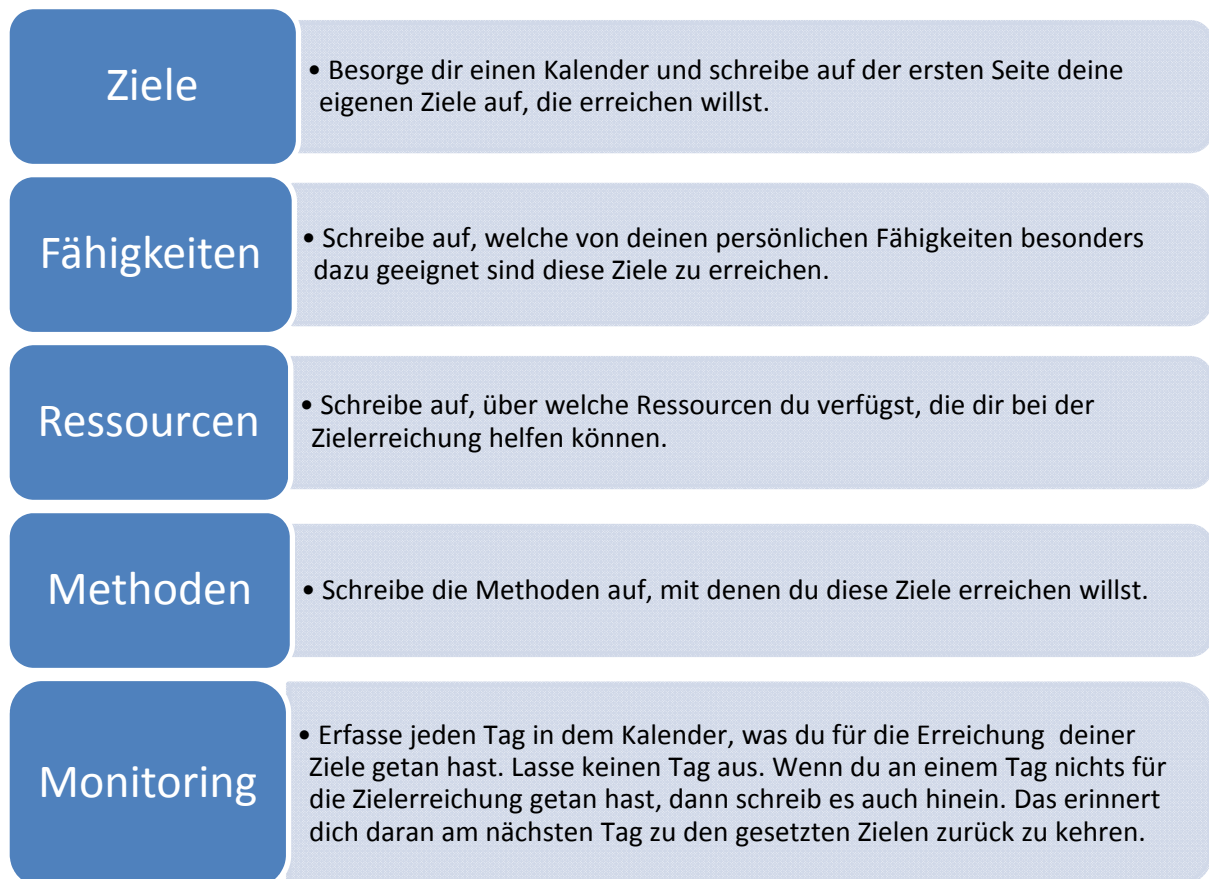 Ziele
• Besorge dir einen Kalender und schreibe auf der ersten Seite deine
eigenen Ziele auf, die erreichen willst.
Fähigkeiten
• Schreibe auf, welche von deinen persönlichen Fähigkeiten besonders
dazu geeignet sind diese Ziele zu erreichen.
Ressourcen
• Schreibe auf, über welche Ressourcen du verfügst, die dir bei der
Zielerreichung helfen können.
Methoden
• Schreibe die Methoden auf, mit denen du diese Ziele erreichen willst.
Monitoring
• Erfasse jeden Tag in dem Kalender, was du für die Erreichung deiner
Ziele getan hast. Lasse keinen Tag aus. Wenn du an einem Tag nichts für
die Zielerreichung getan hast, dann schreib es auch hinein. Das erinnert
dich daran am nächsten Tag zu den gesetzten Zielen zurück zu kehren.